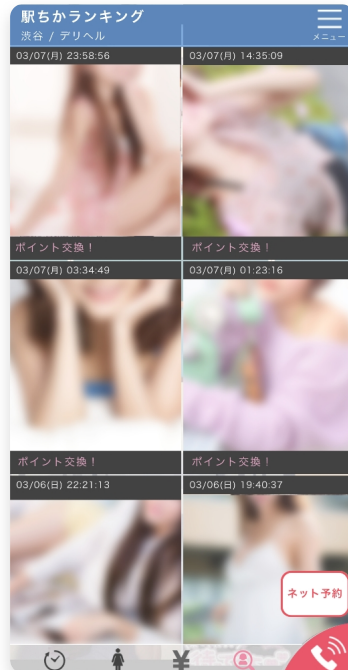 駅ちかランキング
渋谷 / デリヘル
メニュー
03/07(月) 23:58:56
03/07(月) 14:35:09
ポイント交換！
ポイント交換！
03/07(月) 03:34:49
03/07(月) 01:23:16
ポイント交換！
ポイント交換！
03/06(日) 22:21:13
03/06(日) 19:40:37
ネット予約
¥